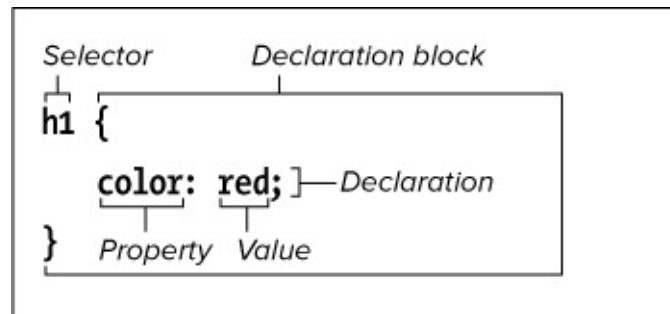 Selector Declaration block
h1 {
color: red; Declaration
} Property Value